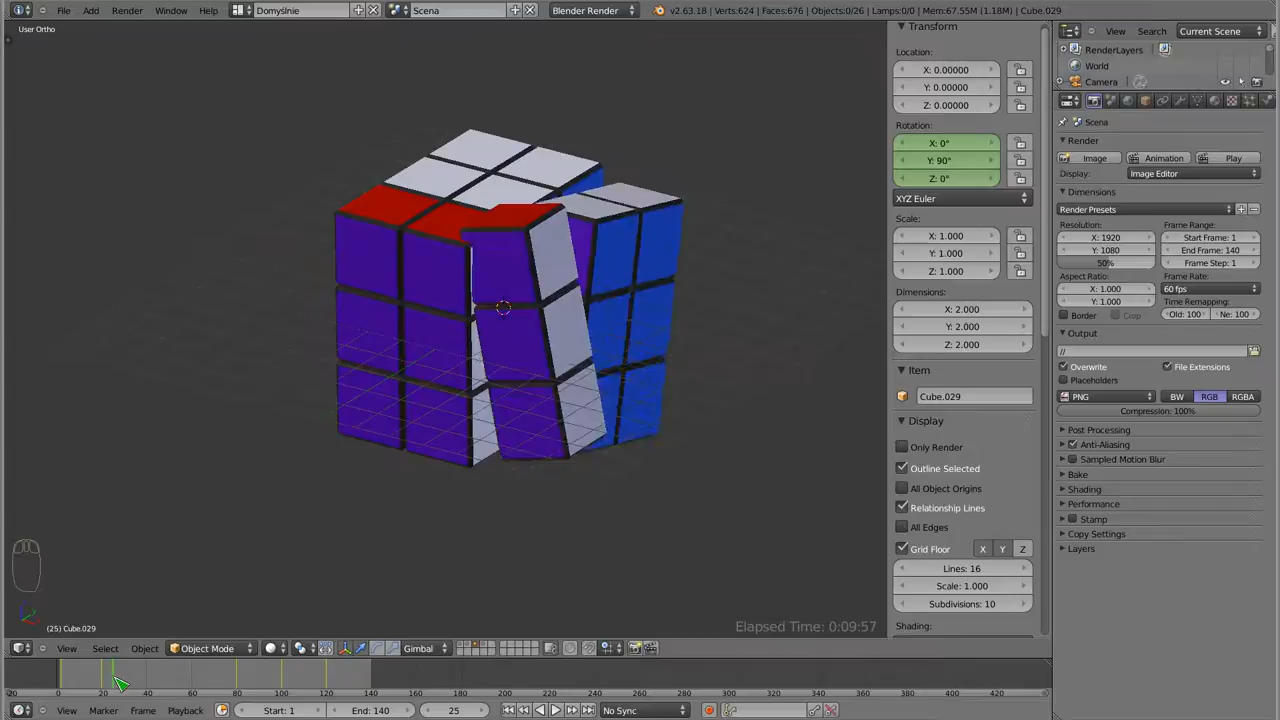 File Add Render Window Help Domyślnie Scena Blender Render v2.63.18 | Verts:624 | Faces:676 | Objects:0/26 | Lamps:0/0 | Mem:67.55M (1.18M) | Cube.029
User Ortho
Transform
Location:
X: 0.00000
Y: 0.00000
Z: 0.00000
Rotation:
X: 0°
Y: 90°
Z: 0°
XYZ Euler
Scale:
X: 1.000
Y: 1.000
Z: 1.000
Dimensions:
X: 2.000
Y: 2.000
Z: 2.000
Item
Cube.029
Display
Only Render
Outline Selected
All Object Origins
Relationship Lines
All Edges
Grid Floor X Y Z
Lines: 16
Scale: 1.000
Subdivisions: 10
Shading:
View Search Current Scene
RenderLayers
World
Camera
Scena
Render
Image Animation Play
Display: Image Editor
Dimensions
Render Presets
Resolution: Frame Range:
X: 1920 Start Frame: 1
Y: 1080 End Frame: 140
50% Frame Step: 1
Aspect Ratio: Frame Rate:
X: 1.000 60 fps
Y: 1.000 Time Remapping:
Border Crop Old: 100 Ne: 100
Output
//
Overwrite File Extensions
Placeholders
PNG BW RGB RGBA
Compression: 100%
Post Processing
Anti-Aliasing
Sampled Motion Blur
Bake
Shading
Performance
Stamp
Copy Settings
Layers
(25) Cube.029
Elapsed Time: 0:09:57
View Select Object Object Mode Gimbal
-20 0 20 40 60 80 100 120 140 160 180 200 220 240 260 280 300 320 340 360 380 400 420
View Marker Frame Playback Start: 1 End: 140 25 No Sync